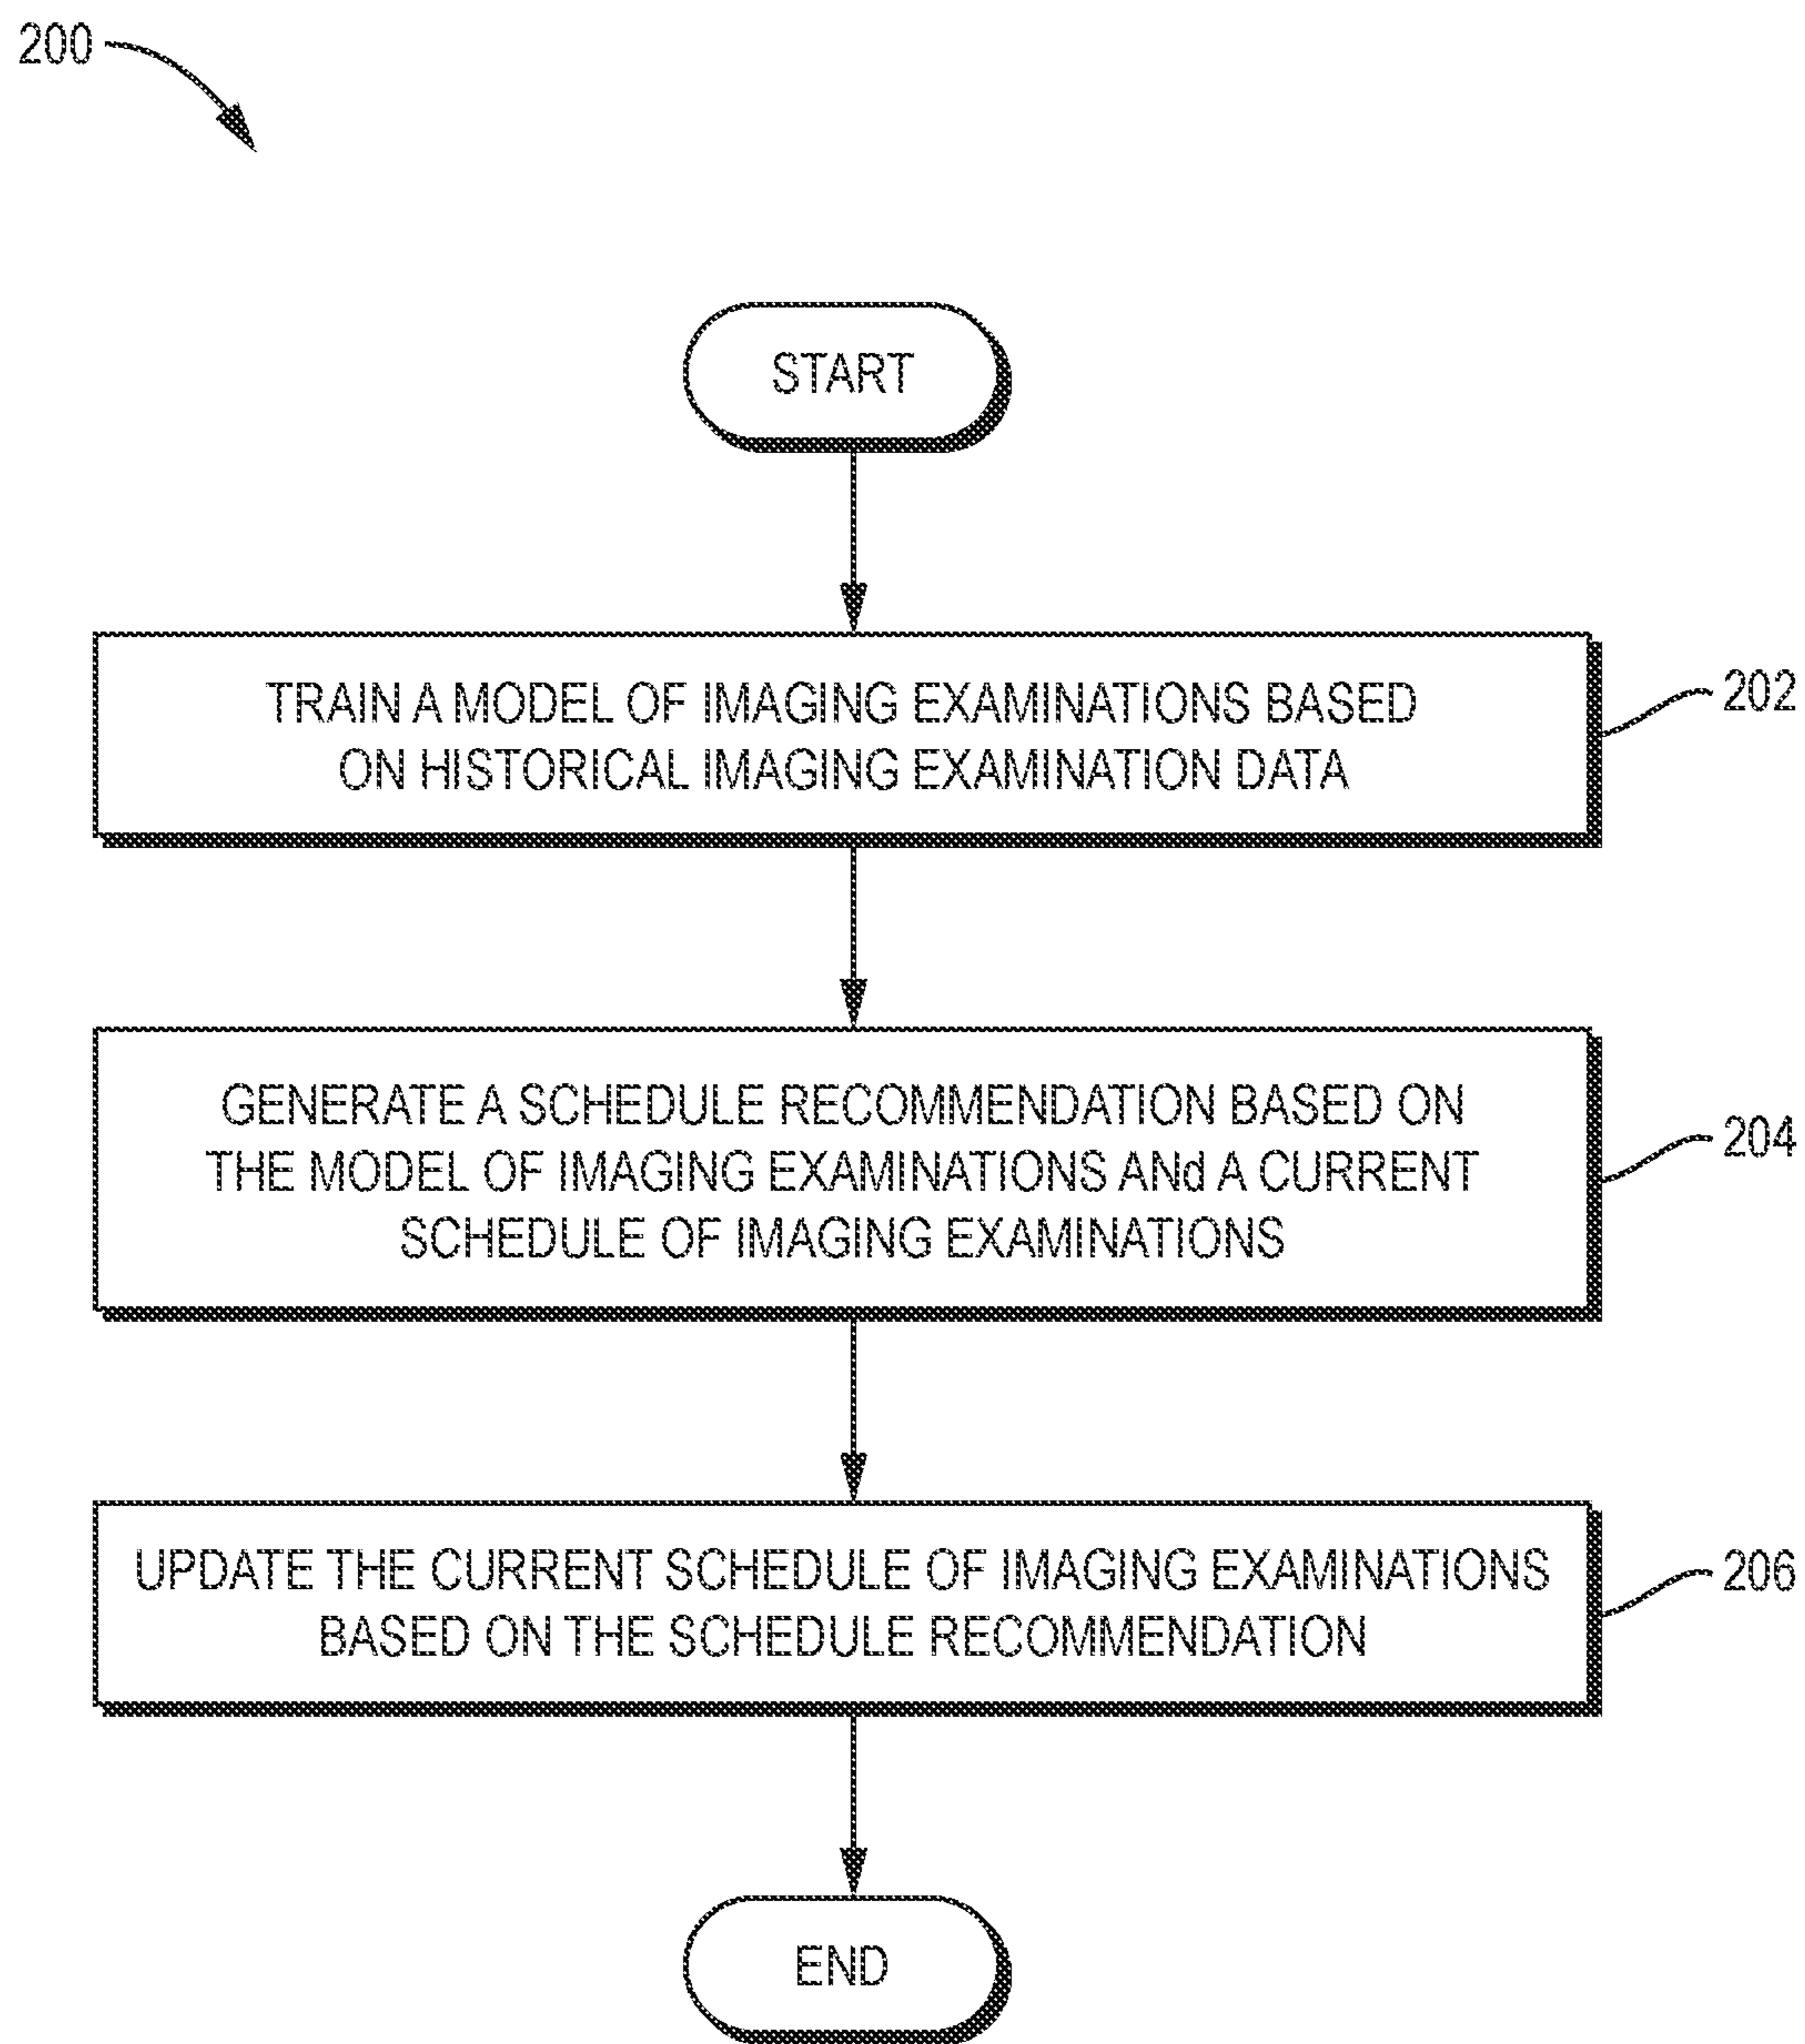 200
START
TRAIN A MODEL OF IMAGING EXAMINATIONS BASED
ON HISTORICAL IMAGING EXAMINATION DATA
202
GENERATE A SCHEDULE RECOMMENDATION BASED ON
THE MODEL OF IMAGING EXAMINATIONS ANd A CURRENT
SCHEDULE OF IMAGING EXAMINATIONS
204
UPDATE THE CURRENT SCHEDULE OF IMAGING EXAMINATIONS
BASED ON THE SCHEDULE RECOMMENDATION
206
END